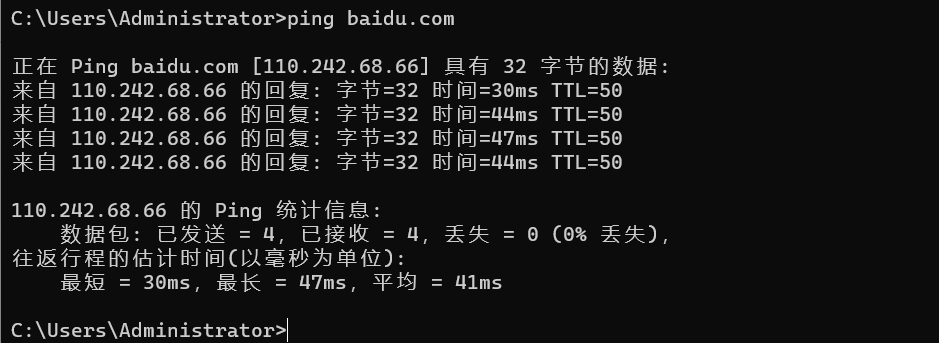 C:\Users\Administrator>ping baidu.com
正在 Ping baidu.com [110.242.68.66] 具有 32 字节的数据:
来自 110.242.68.66 的回复: 字节=32 时间=30ms TTL=50
来自 110.242.68.66 的回复: 字节=32 时间=44ms TTL=50
来自 110.242.68.66 的回复: 字节=32 时间=47ms TTL=50
来自 110.242.68.66 的回复: 字节=32 时间=44ms TTL=50
110.242.68.66 的 Ping 统计信息:
数据包: 已发送 = 4，已接收 = 4，丢失 = 0 (0% 丢失)，
往返行程的估计时间(以毫秒为单位):
最短 = 30ms，最长 = 47ms，平均 = 41ms
C:\Users\Administrator>